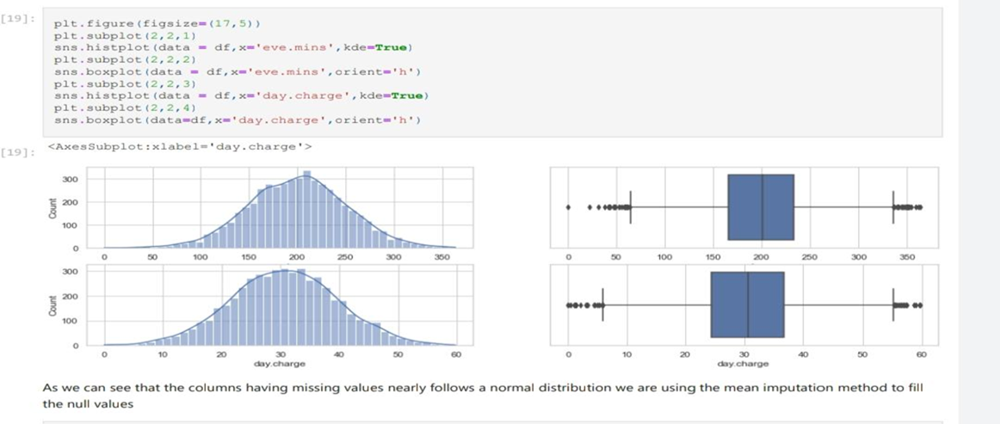 [19]:
plt.figure(figsize=(17,5))
plt.subplot(2,2,1)
sns.histplot(data = df,x='eve.mins',kde=True)
plt.subplot(2,2,2)
sns.boxplot(data = df,x='eve.mins',orient='h')
plt.subplot(2,2,3)
sns.histplot(data = df,x='day.charge',kde=True)
plt.subplot(2,2,4)
sns.boxplot(data=df,x='day.charge',orient='h')
[19]:
<AxesSubplot:xlabel='day.charge'>
300
200
100
0
Count
0 50 100 150 200 250 300 350
0 50 100 150 200 250 300 350
300
200
100
0
Count
0 10 20 30 40 50 60
day.charge
0 10 20 30 40 50 60
day.charge
As we can see that the columns having missing values nearly follows a normal distribution we are using the mean imputation method to fill
the null values